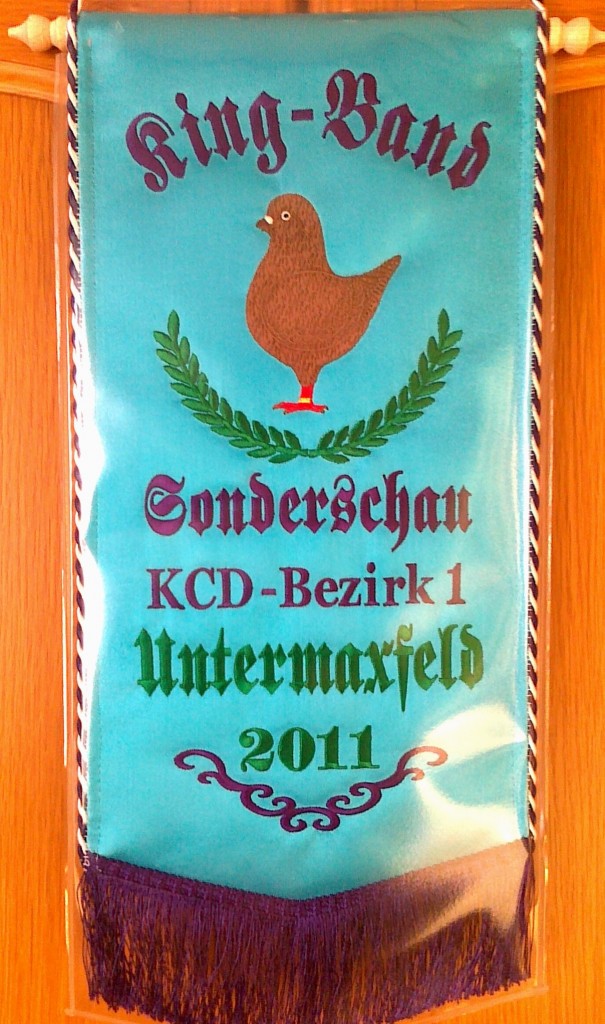 King-Band
Sonderschau
KCD-Bezirk 1
Untermaxfeld
2011